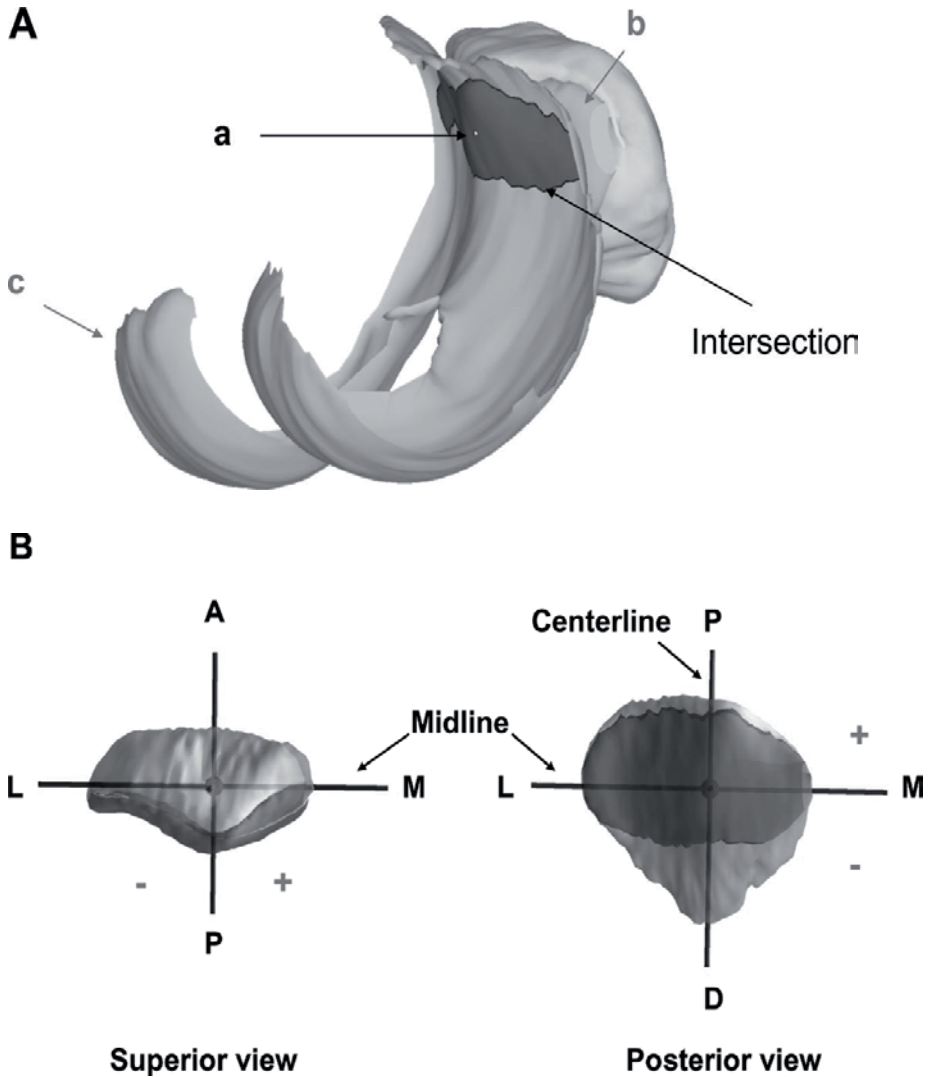 A
b
a
c
Intersection
B
A
Centerline P
Midline
L M L M
+
-
- +
P
D
Superior view Posterior view